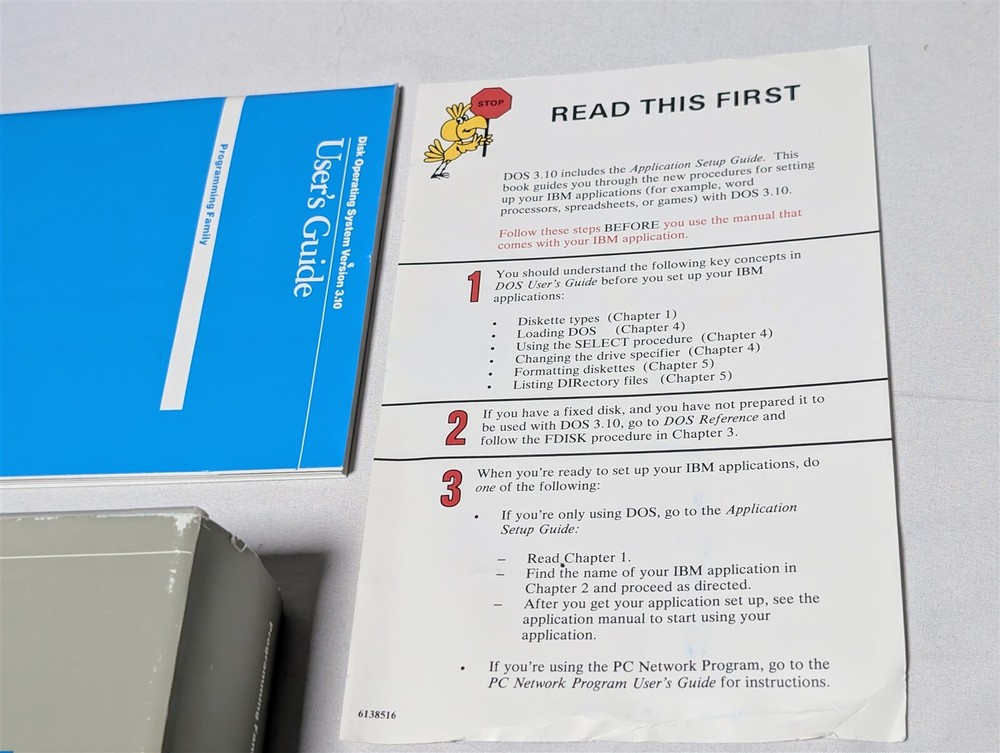 Disk Operating System Version 3.10
User's Guide
Programming Family
STOP
READ THIS FIRST
DOS 3.10 includes the Application Setup Guide. This
book guides you through the new procedures for setting
up your IBM applications (for example, word
processors, spreadsheets, or games) with DOS 3.10.
Follow these steps BEFORE you use the manual that
comes with your IBM application.
1 You should understand the following key concepts in
DOS User's Guide before you set up your IBM
applications:
• Diskette types (Chapter 1)
• Loading DOS (Chapter 4)
• Using the SELECT procedure (Chapter 4)
• Changing the drive specifier (Chapter 4)
• Formatting diskettes (Chapter 5)
• Listing DIRectory files (Chapter 5)
2 If you have a fixed disk, and you have not prepared it to
be used with DOS 3.10, go to DOS Reference and
follow the FDISK procedure in Chapter 3.
3 When you're ready to set up your IBM applications, do
one of the following:
• If you're only using DOS, go to the Application
Setup Guide:
– Read Chapter 1.
– Find the name of your IBM application in
Chapter 2 and proceed as directed.
– After you get your application set up, see the
application manual to start using your
application.
• If you're using the PC Network Program, go to the
PC Network Program User's Guide for instructions.
6138516
Programming Fam